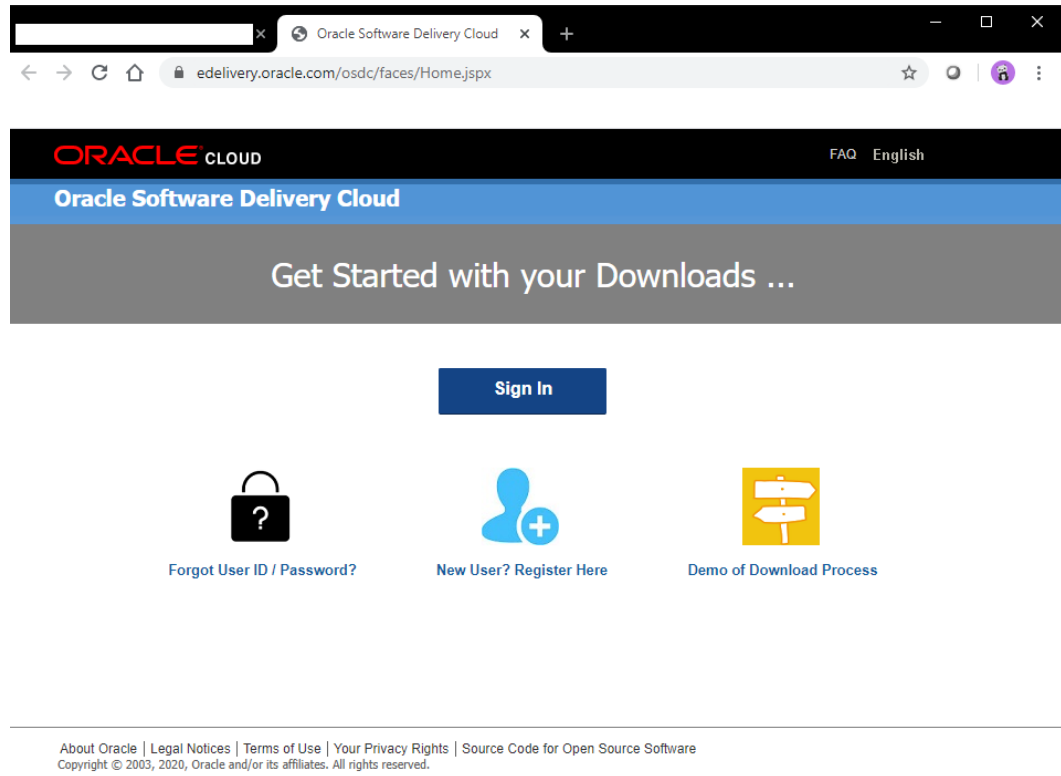 Oracle Software Delivery Cloud
edelivery.oracle.com/osdc/faces/Home.jspx
ORACLE CLOUD
FAQ English
Oracle Software Delivery Cloud
Get Started with your Downloads ...
Sign In
?
Forgot User ID / Password? New User? Register Here Demo of Download Process
About Oracle | Legal Notices | Terms of Use | Your Privacy Rights | Source Code for Open Source Software
Copyright © 2003, 2020, Oracle and/or its affiliates. All rights reserved.